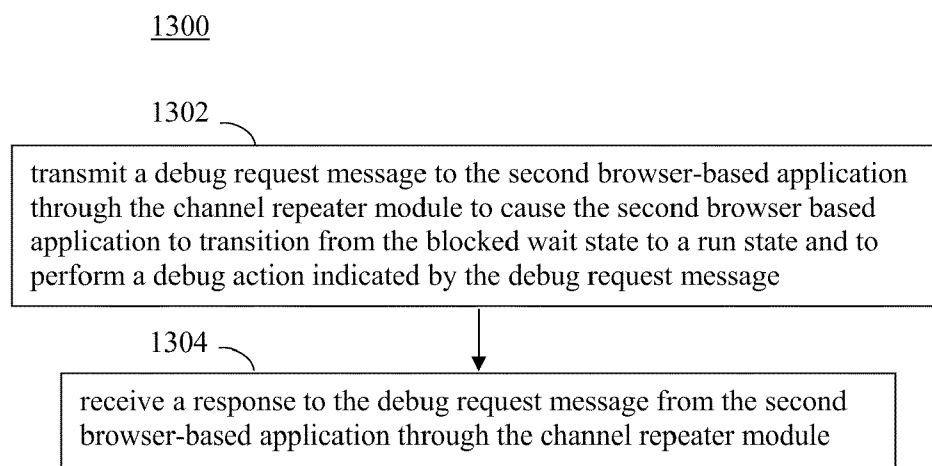 1300
1302
transmit a debug request message to the second browser-based application
through the channel repeater module to cause the second browser based
application to transition from the blocked wait state to a run state and to
perform a debug action indicated by the debug request message
1304
receive a response to the debug request message from the second
browser-based application through the channel repeater module